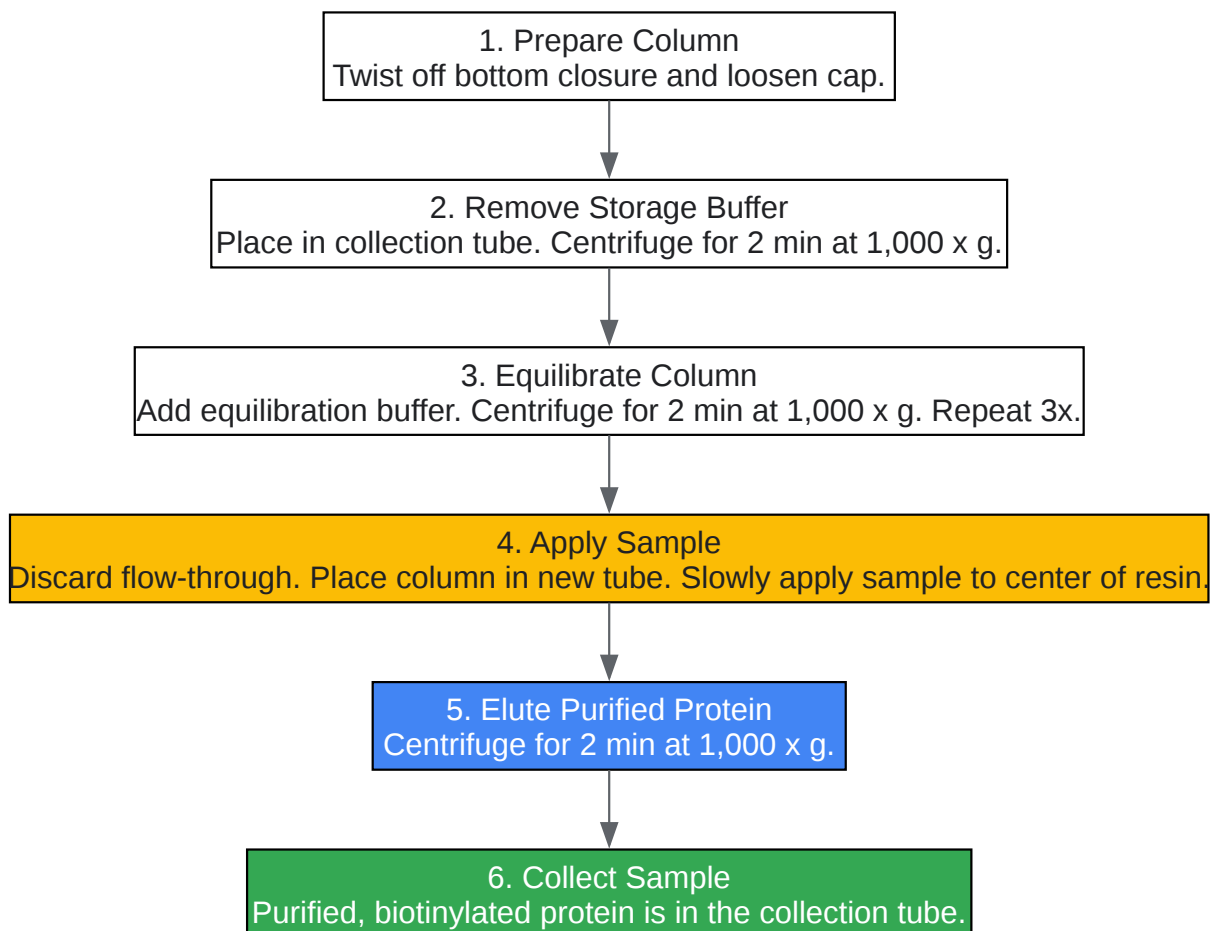 1. Prepare Column
Twist off bottom closure and loosen cap.
2. Remove Storage Buffer
Place in collection tube. Centrifuge for 2 min at 1,000 x g.
3. Equilibrate Column
Add equilibration buffer. Centrifuge for 2 min at 1,000 x g. Repeat 3x.
4. Apply Sample
Discard flow-through. Place column in new tube. Slowly apply sample to center of resin.
5. Elute Purified Protein
Centrifuge for 2 min at 1,000 x g.
6. Collect Sample
Purified, biotinylated protein is in the collection tube.